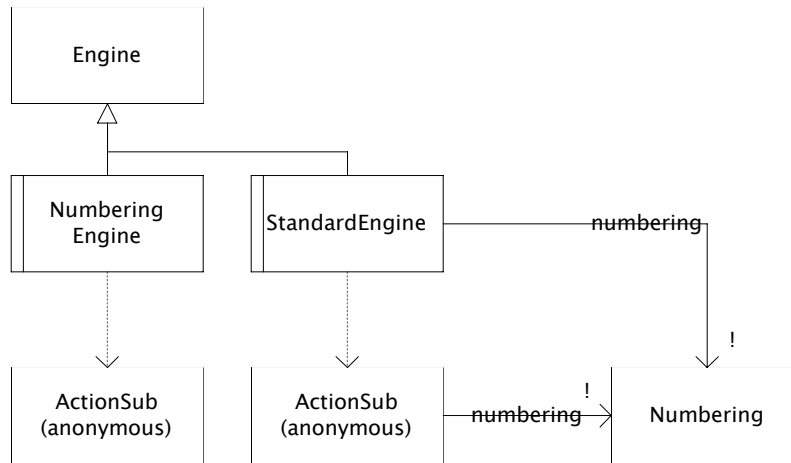 Engine
Numbering
Engine
StandardEngine
numbering
!
ActionSub
(anonymous)
ActionSub
(anonymous)
!
numbering
Numbering